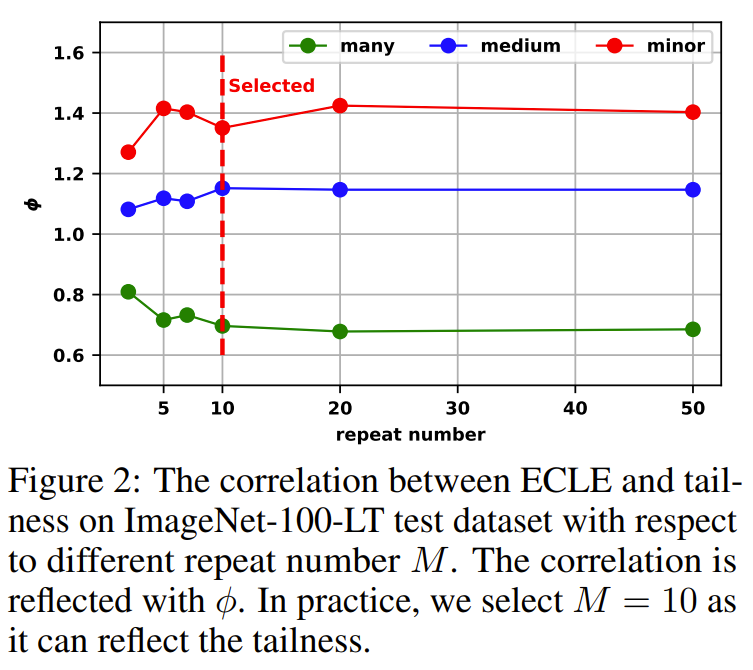 many medium minor
1.6
Selected
1.4
1.2
ϕ
1.0
0.8
0.6
5 10 20 30 40 50
repeat number
Figure 2: The correlation between ECLE and tail-
ness on ImageNet-100-LT test dataset with respect
to different repeat number M. The correlation is
reflected with ϕ. In practice, we select M = 10 as
it can reflect the tailness.